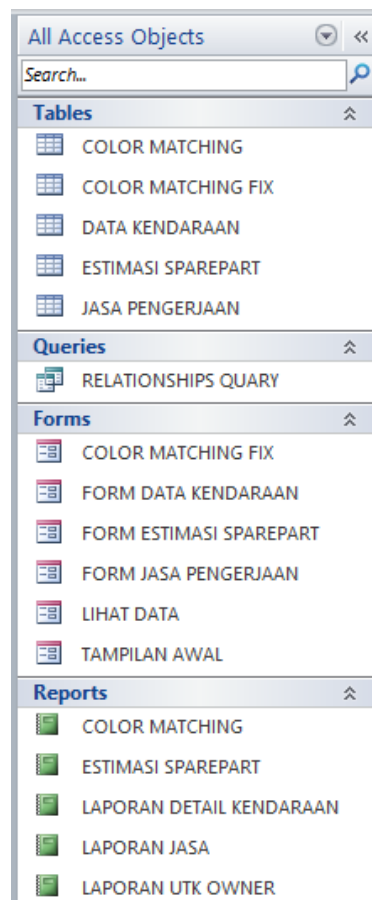 All Access Objects
Search...
Tables
COLOR MATCHING
COLOR MATCHING FIX
DATA KENDARAAN
ESTIMASI SPAREPART
JASA PENGERJAAN
Queries
RELATIONSHIPS QUARY
Forms
COLOR MATCHING FIX
FORM DATA KENDARAAN
FORM ESTIMASI SPAREPART
FORM JASA PENGERJAAN
LIHAT DATA
TAMPILAN AWAL
Reports
COLOR MATCHING
ESTIMASI SPAREPART
LAPORAN DETAIL KENDARAAN
LAPORAN JASA
LAPORAN UTK OWNER